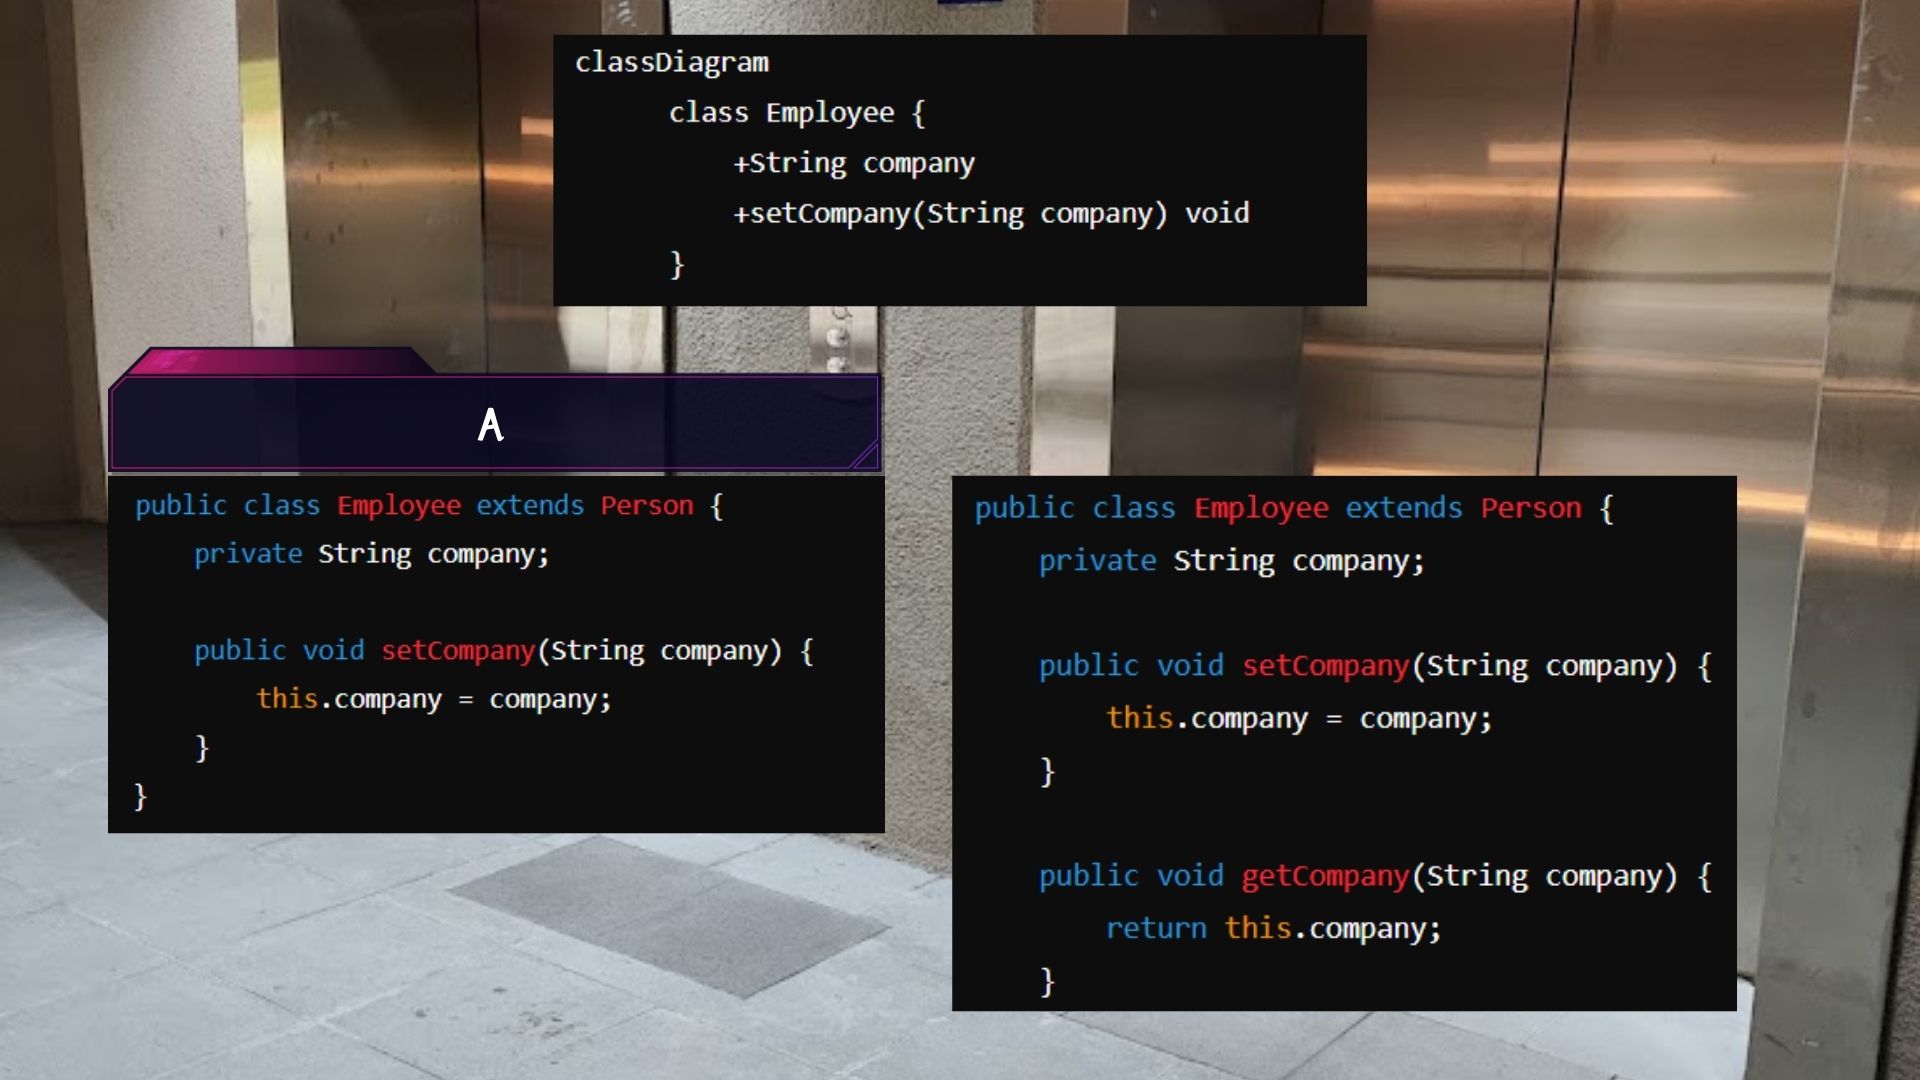 classDiagram
class Employee {
+String company
+setCompany(String company) void
}
A
public class Employee extends Person {
private String company;
public void setCompany(String company) {
this.company = company;
}
}
public class Employee extends Person {
private String company;
public void setCompany(String company) {
this.company = company;
}
public void getCompany(String company) {
return this.company;
}